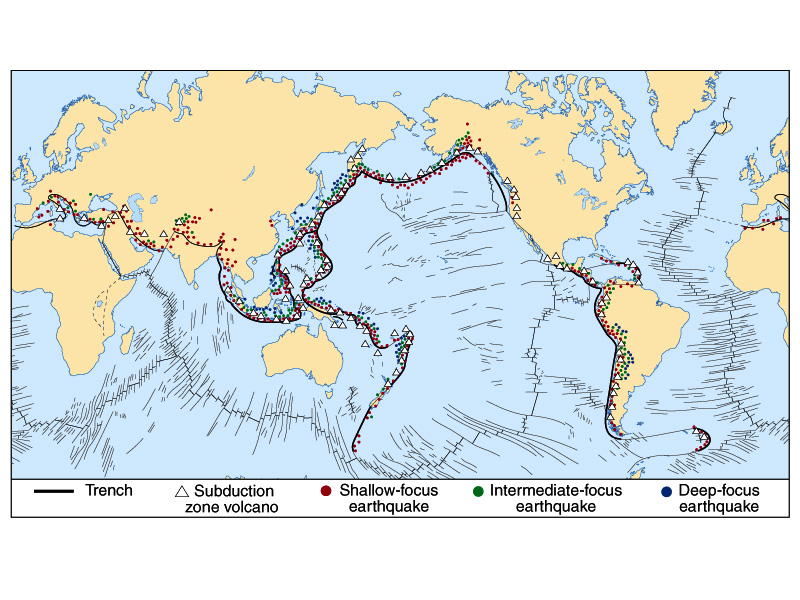 Trench
Subduction
zone volcano
Shallow-focus
earthquake
Intermediate-focus
earthquake
Deep-focus
earthquake